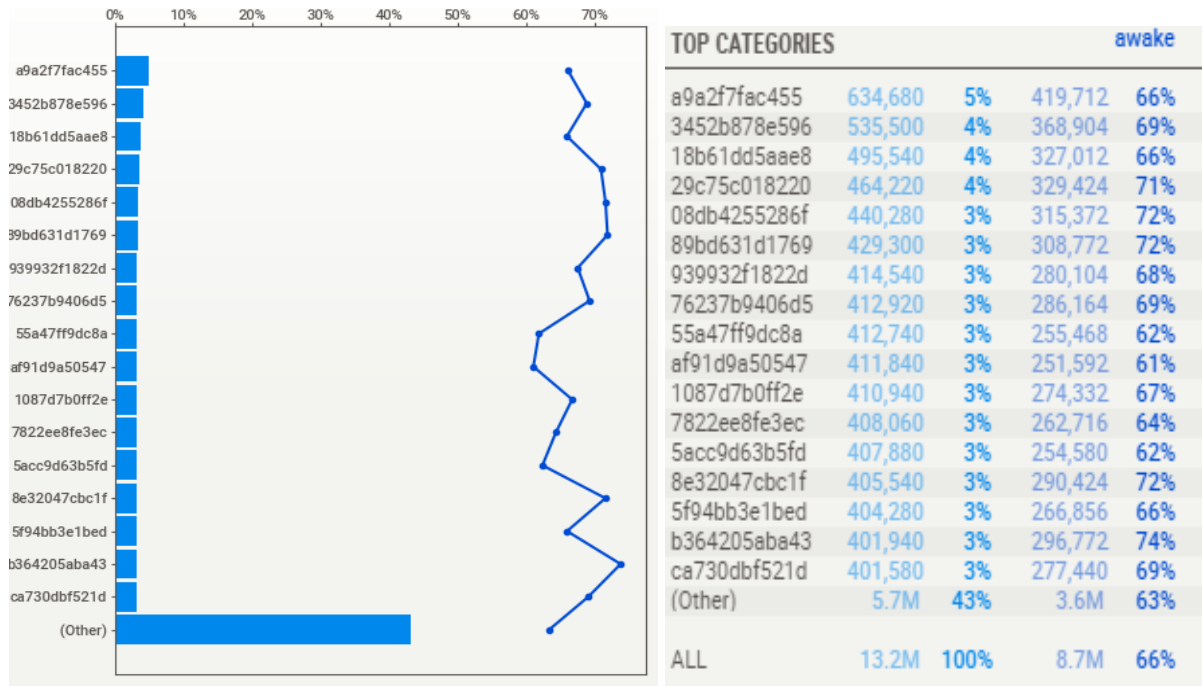 0% 10% 20% 30% 40% 50% 60% 70%
a9a2f7fac455
3452b878e596
18b61dd5aae8
29c75c018220
08db4255286f
89bd631d1769
939932f1822d
76237b9406d5
55a47ff9dc8a
af91d9a50547
1087d7b0ff2e
7822ee8fe3ec
5acc9d63b5fd
8e32047cbc1f
5f94bb3e1bed
b364205aba43
ca730dbf521d
(Other)
TOP CATEGORIES awake
a9a2f7fac455 634,680 5% 419,712 66%
3452b878e596 535,500 4% 368,904 69%
18b61dd5aae8 495,540 4% 327,012 66%
29c75c018220 464,220 4% 329,424 71%
08db4255286f 440,280 3% 315,372 72%
89bd631d1769 429,300 3% 308,772 72%
939932f1822d 414,540 3% 280,104 68%
76237b9406d5 412,920 3% 286,164 69%
55a47ff9dc8a 412,740 3% 255,468 62%
af91d9a50547 411,840 3% 251,592 61%
1087d7b0ff2e 410,940 3% 274,332 67%
7822ee8fe3ec 408,060 3% 262,716 64%
5acc9d63b5fd 407,880 3% 254,580 62%
8e32047cbc1f 405,540 3% 290,424 72%
5f94bb3e1bed 404,280 3% 266,856 66%
b364205aba43 401,940 3% 296,772 74%
ca730dbf521d 401,580 3% 277,440 69%
(Other) 5.7M 43% 3.6M 63%
ALL 13.2M 100% 8.7M 66%